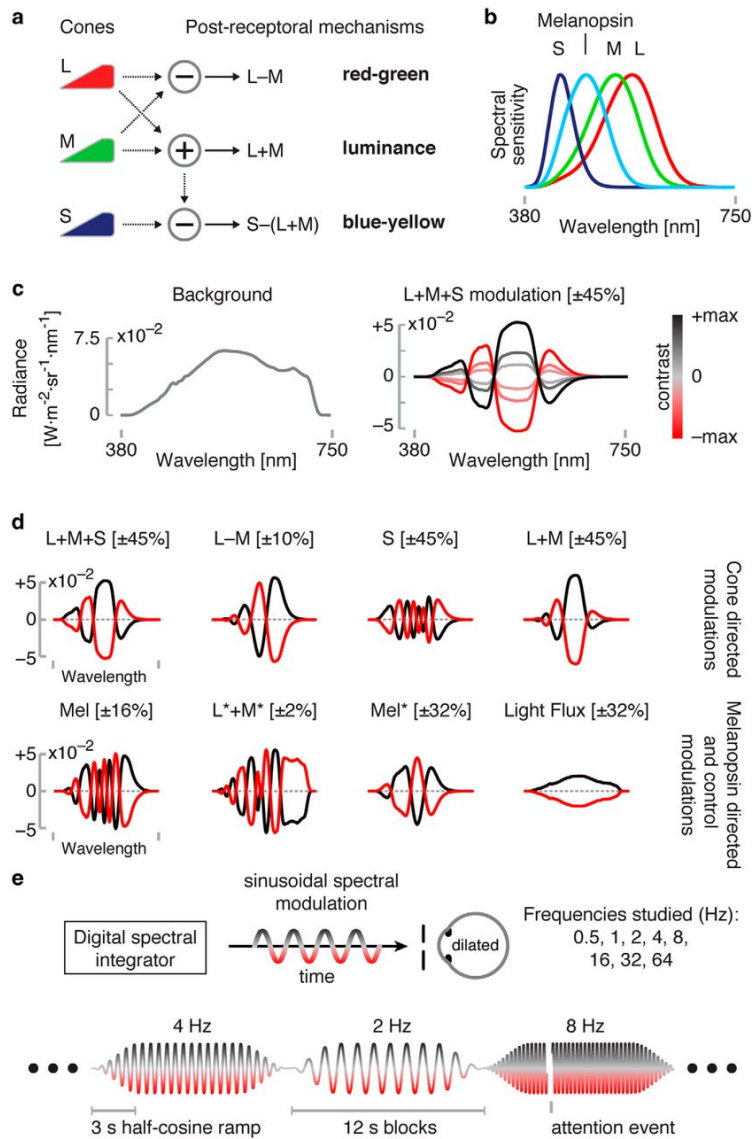 a
Cones
Post-receptoral mechanisms
L
−
L–M
red-green
M
+
L+M
luminance
S
−
S–(L+M)
blue-yellow
b
Melanopsin
S
M
L
Spectral
sensitivity
380
750
Wavelength [nm]
c
Background
Radiance
[W·m⁻²·sr⁻¹·nm⁻¹]
7.5
x10⁻²
0
380
750
Wavelength [nm]
L+M+S modulation [±45%]
+5
x10⁻²
0
−5
380
750
Wavelength [nm]
contrast
+max
0
–max
d
L+M+S [±45%]
L–M [±10%]
S [±45%]
L+M [±45%]
+5
x10⁻²
0
−5
Wavelength
Cone directed
modulations
Mel [±16%]
L*+M* [±2%]
Mel* [±32%]
Light Flux [±32%]
+5
x10⁻²
0
−5
Wavelength
Melanopsin directed
and control
modulations
e
Digital spectral
integrator
sinusoidal spectral
modulation
time
dilated
Frequencies studied (Hz):
0.5, 1, 2, 4, 8,
16, 32, 64
4 Hz
2 Hz
8 Hz
3 s half-cosine ramp
12 s blocks
attention event